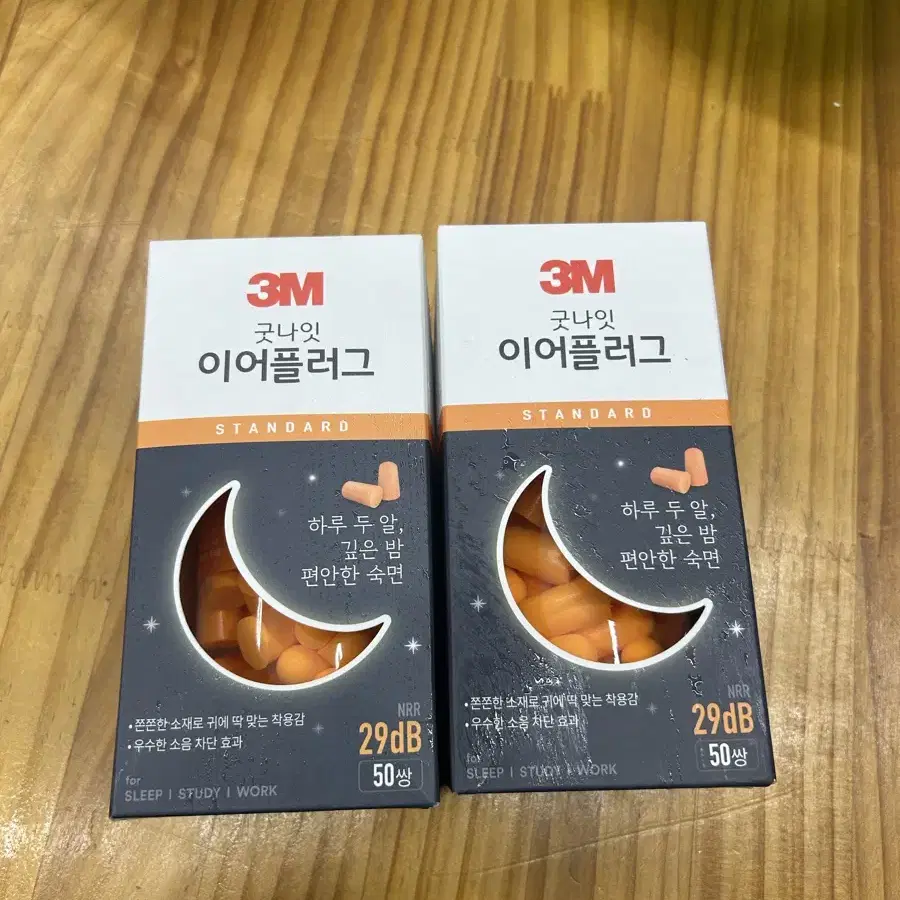 3M
굿나잇
이어플러그
STANDARD
하루 두 알,
깊은 밤
편안한 숙면
• 쫀쫀한 소재로 귀에 딱 맞는 착용감
• 우수한 소음 차단 효과
NRR
29dB
50쌍
for
SLEEP I STUDY I WORK
3M
굿나잇
이어플러그
STANDARD
하루 두 알,
깊은 밤
편안한 숙면
• 쫀쫀한 소재로 귀에 딱 맞는 착용감
• 우수한 소음 차단 효과
NRR
29dB
50쌍
for
SLEEP I STUDY I WORK